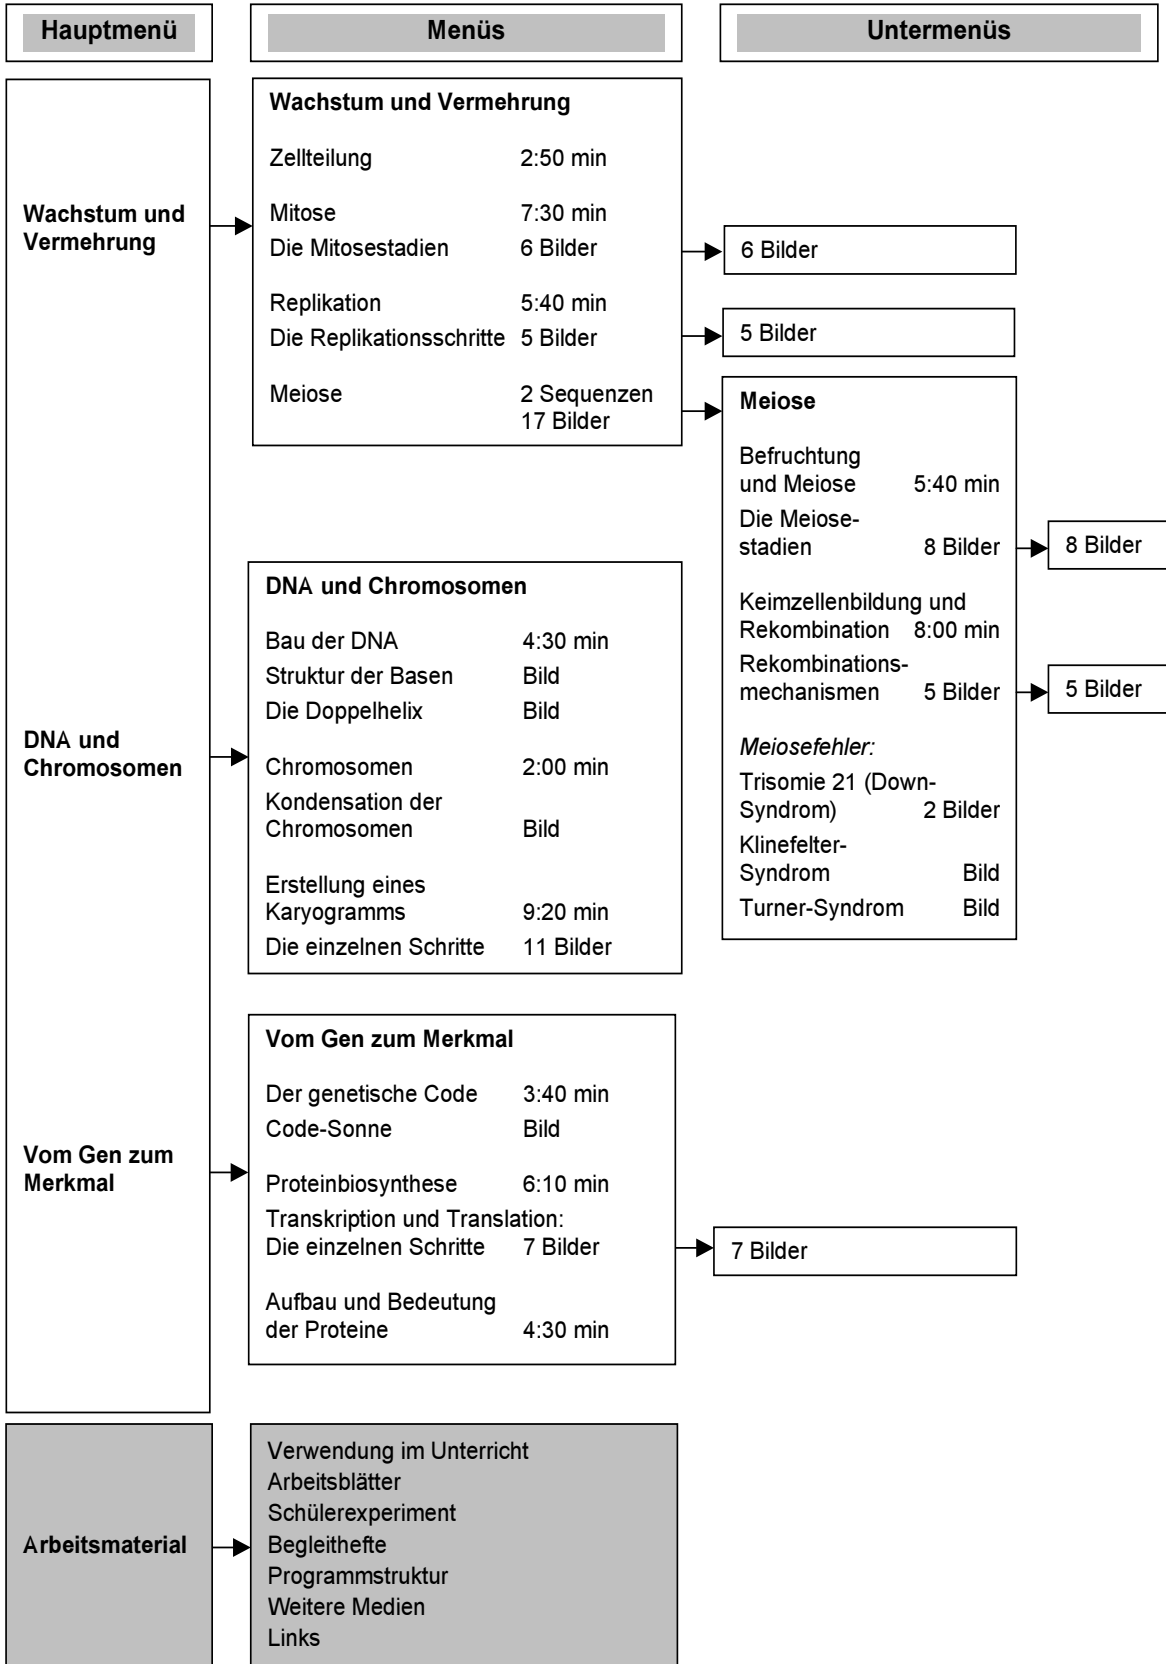 Hauptmenü
Menüs
Untermenüs
Wachstum und
Vermehrung
Wachstum und Vermehrung
Zellteilung 2:50 min
Mitose 7:30 min
Die Mitosestadien 6 Bilder
Replikation 5:40 min
Die Replikationsschritte 5 Bilder
Meiose 2 Sequenzen
17 Bilder
6 Bilder
5 Bilder
Meiose
Befruchtung
und Meiose 5:40 min
Die Meiose-
stadien 8 Bilder
Keimzellenbildung und
Rekombination 8:00 min
Rekombinations-
mechanismen 5 Bilder
Meiosefehler:
Trisomie 21 (Down-
Syndrom) 2 Bilder
Klinefelter-
Syndrom Bild
Turner-Syndrom Bild
8 Bilder
5 Bilder
DNA und
Chromosomen
DNA und Chromosomen
Bau der DNA 4:30 min
Struktur der Basen Bild
Die Doppelhelix Bild
Chromosomen 2:00 min
Kondensation der
Chromosomen Bild
Erstellung eines
Karyogramms 9:20 min
Die einzelnen Schritte 11 Bilder
Vom Gen zum
Merkmal
Vom Gen zum Merkmal
Der genetische Code 3:40 min
Code-Sonne Bild
Proteinbiosynthese 6:10 min
Transkription und Translation:
Die einzelnen Schritte 7 Bilder
Aufbau und Bedeutung
der Proteine 4:30 min
7 Bilder
Arbeitsmaterial
Verwendung im Unterricht
Arbeitsblätter
Schülerexperiment
Begleithefte
Programmstruktur
Weitere Medien
Links